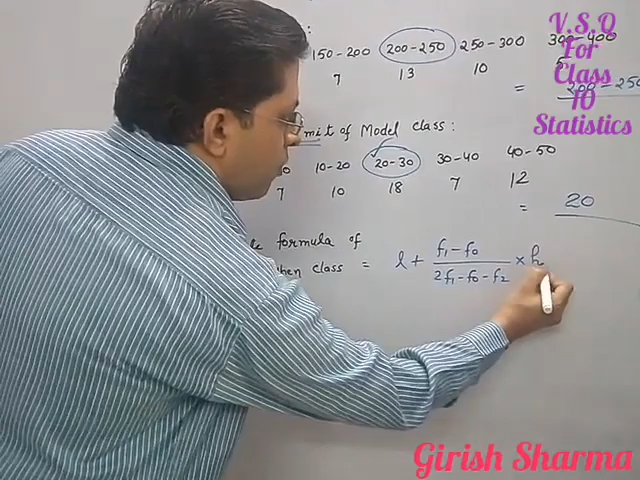 V.S.Q
For
Class
10
Statistics
150-200 200-250 250-300 300-400
7 13 10 5
= 200-250
mit of Model class :
10-20 20-30 30-40 40-50
7 10 18 7 12
= 20
formula of
class = l + f₁-f₀ / 2f₁-f₀-f₂ × h
Girish Sharma